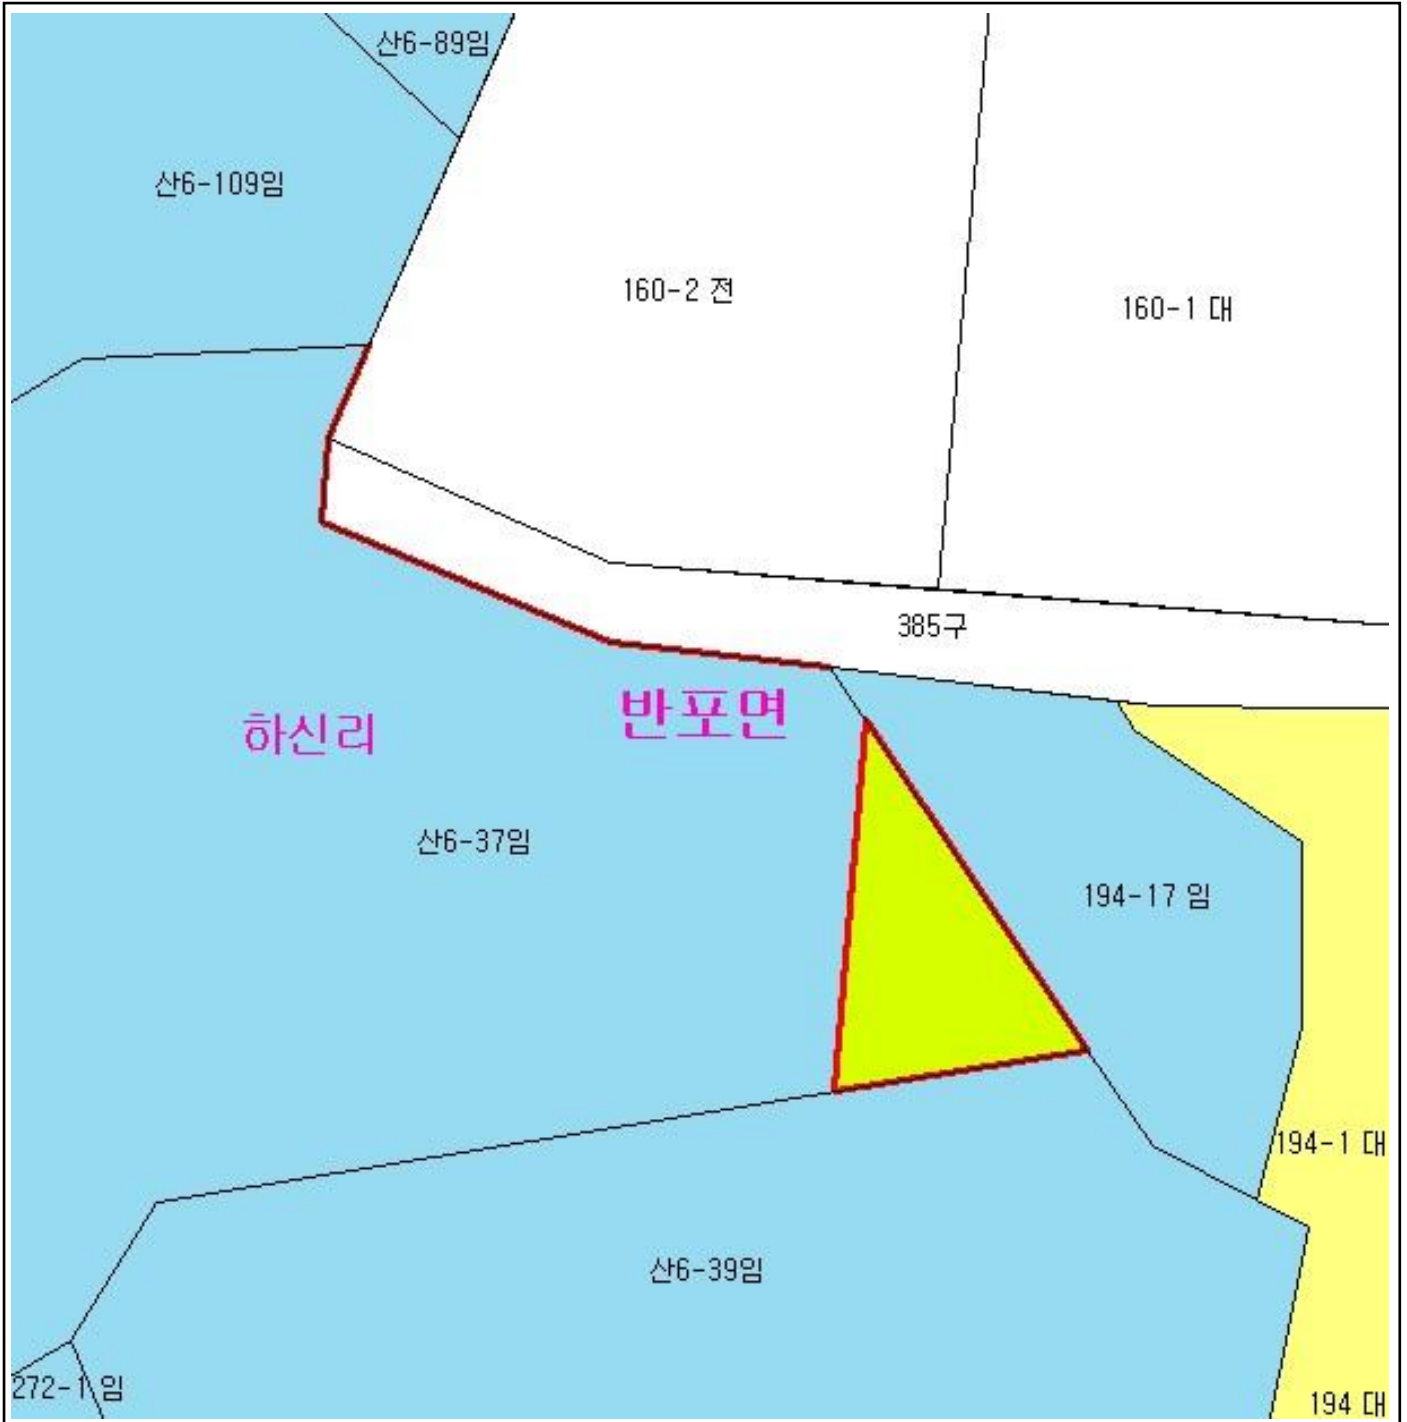 산6-89임
산6-109임
160-2 전
160-1 대
385구
반포면
하신리
산6-37임
194-17 임
194-1 대
산6-39임
272-1 임
194 대